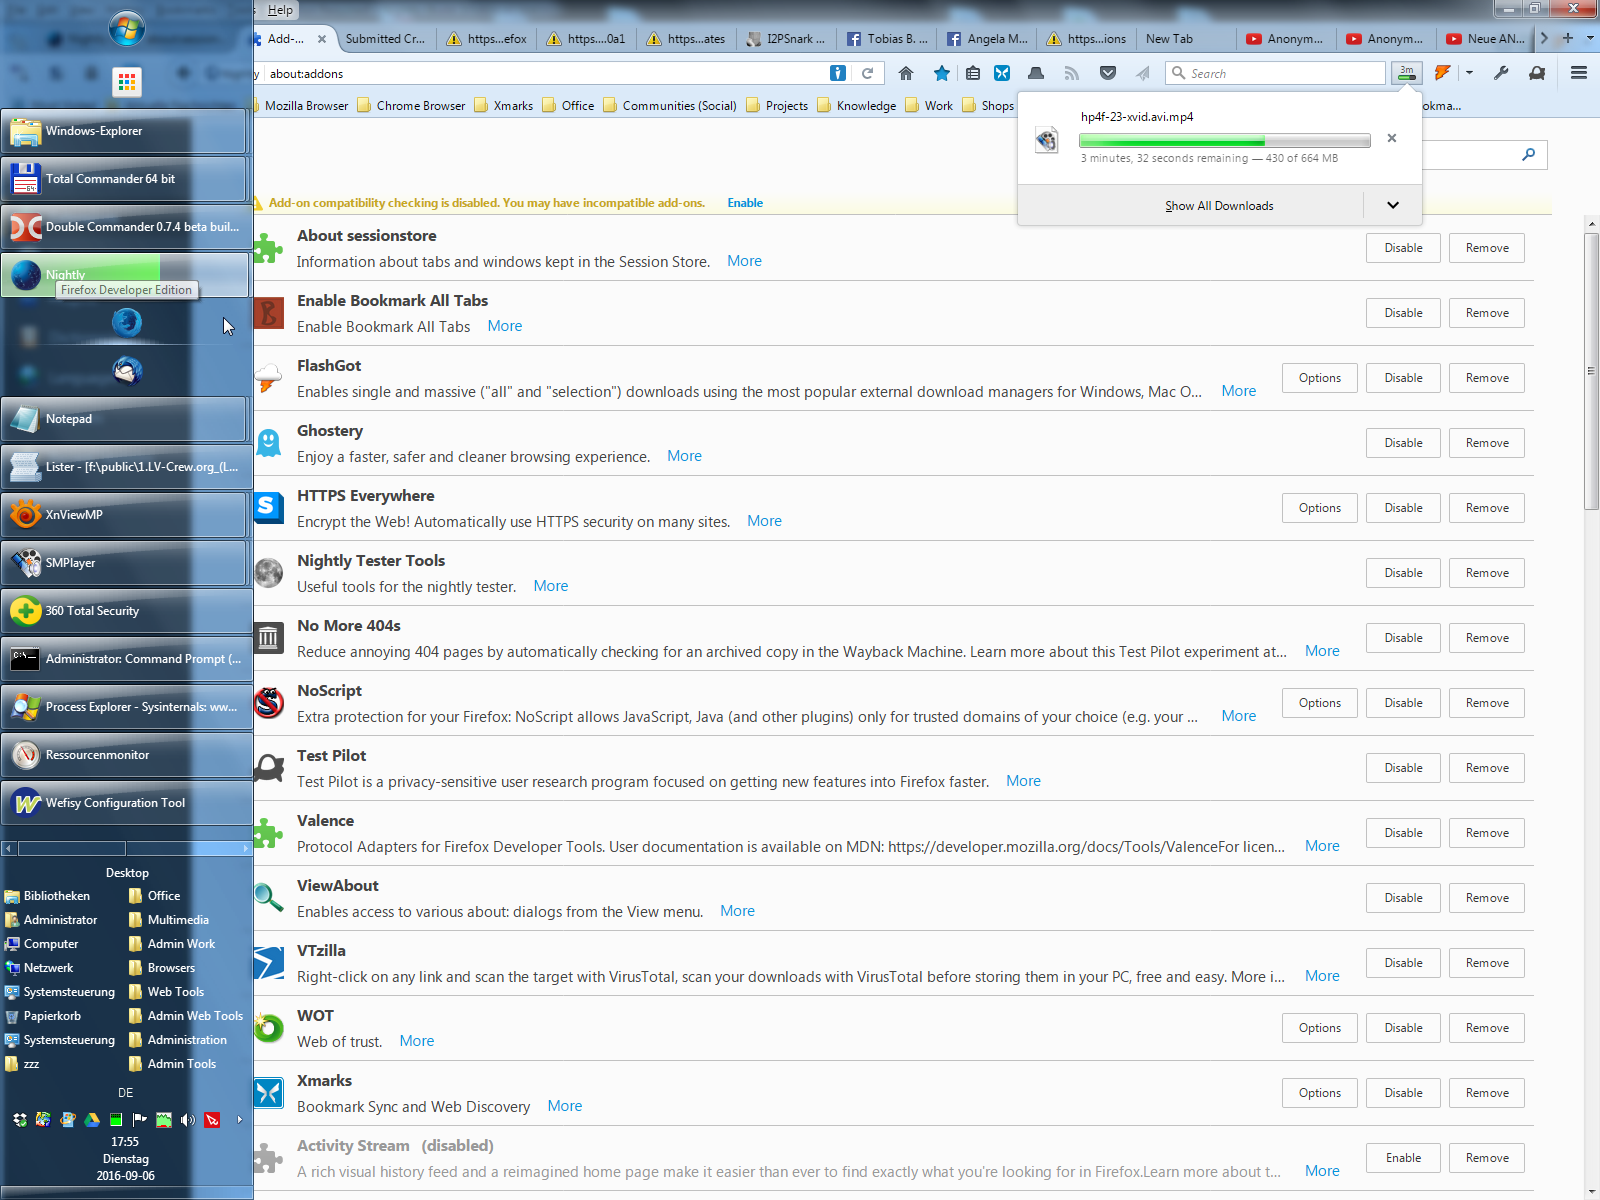 Help
Add-...
Submitted Cr...
https...efox
https....0a1
https...ates
I2PSnark ...
Tobias B. ...
Angela M...
https...ions
New Tab
Anonym...
Anonym...
Neue AN...
about:addons
Search
3m
Mozilla Browser
Chrome Browser
Xmarks
Office
Communities (Social)
Projects
Knowledge
Work
Shops
okma...
hp4f-23-xvid.avi.mp4
3 minutes, 32 seconds remaining — 430 of 664 MB
Show All Downloads
Add-on compatibility checking is disabled. You may have incompatible add-ons. Enable
About sessionstore
Information about tabs and windows kept in the Session Store. More
Disable Remove
Enable Bookmark All Tabs
Enable Bookmark All Tabs More
Disable Remove
FlashGot
Enables single and massive ("all" and "selection") downloads using the most popular external download managers for Windows, Mac O... More
Options Disable Remove
Ghostery
Enjoy a faster, safer and cleaner browsing experience. More
Disable Remove
HTTPS Everywhere
Encrypt the Web! Automatically use HTTPS security on many sites. More
Options Disable Remove
Nightly Tester Tools
Useful tools for the nightly tester. More
Disable Remove
No More 404s
Reduce annoying 404 pages by automatically checking for an archived copy in the Wayback Machine. Learn more about this Test Pilot experiment at... More
Disable Remove
NoScript
Extra protection for your Firefox: NoScript allows JavaScript, Java (and other plugins) only for trusted domains of your choice (e.g. your ... More
Options Disable Remove
Test Pilot
Test Pilot is a privacy-sensitive user research program focused on getting new features into Firefox faster. More
Disable Remove
Valence
Protocol Adapters for Firefox Developer Tools. User documentation is available on MDN: https://developer.mozilla.org/docs/Tools/ValenceFor licen... More
Disable Remove
ViewAbout
Enables access to various about: dialogs from the View menu. More
Disable Remove
VTzilla
Right-click on any link and scan the target with VirusTotal, scan your downloads with VirusTotal before storing them in your PC, free and easy. More i... More
Disable Remove
WOT
Web of trust. More
Options Disable Remove
Xmarks
Bookmark Sync and Web Discovery More
Options Disable Remove
Activity Stream (disabled)
A rich visual history feed and a reimagined home page make it easier than ever to find exactly what you're looking for in Firefox.Learn more about t... More
Enable Remove
Windows-Explorer
Total Commander 64 bit
Double Commander 0.7.4 beta buil...
Nightly
Firefox Developer Edition
Notepad
Lister - [f:\public\1.LV-Crew.org_(L...
XnViewMP
SMPlayer
360 Total Security
Administrator: Command Prompt (...
Process Explorer - Sysinternals: ww...
Ressourcenmonitor
Wefisy Configuration Tool
Desktop
Bibliotheken
Office
Administrator
Multimedia
Computer
Admin Work
Netzwerk
Browsers
Systemsteuerung
Web Tools
Papierkorb
Admin Web Tools
Systemsteuerung
Administration
zzz
Admin Tools
DE
17:55
Dienstag
2016-09-06